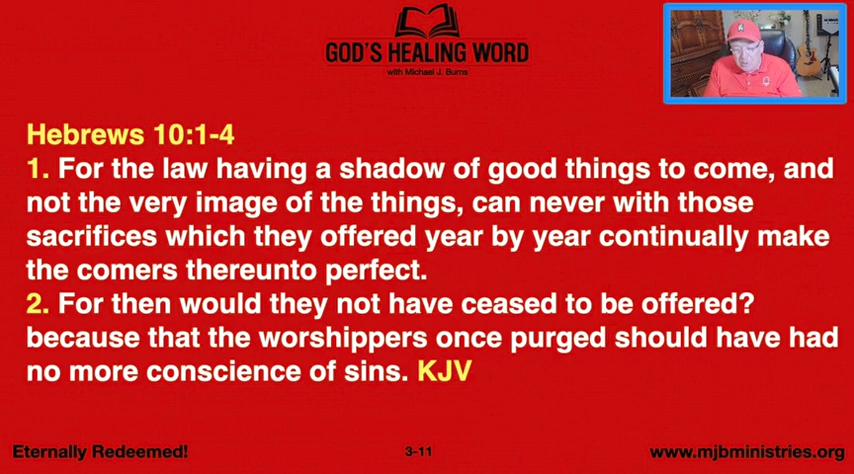 GOD'S HEALING WORD
with Michael J. Burns
Hebrews 10:1-4
1. For the law having a shadow of good things to come, and
not the very image of the things, can never with those
sacrifices which they offered year by year continually make
the comers thereunto perfect.
2. For then would they not have ceased to be offered?
because that the worshippers once purged should have had
no more conscience of sins. KJV
Eternally Redeemed!
3-11
www.mjbministries.org